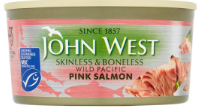 SINCE 1857
JOHN WEST
SKINLESS & BONELESS
WILD PACIFIC
PINK SALMON